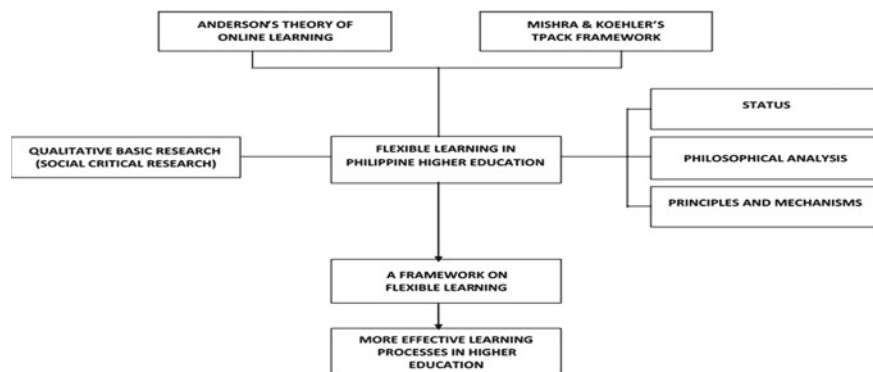 ANDERSON'S THEORY OF
ONLINE LEARNING
MISHRA & KOEHLER'S
TPACK FRAMEWORK
QUALITATIVE BASIC RESEARCH
(SOCIAL CRITICAL RESEARCH)
FLEXIBLE LEARNING IN
PHILIPPINE HIGHER EDUCATION
STATUS
PHILOSOPHICAL ANALYSIS
PRINCIPLES AND MECHANISMS
A FRAMEWORK ON
FLEXIBLE LEARNING
MORE EFFECTIVE LEARNING
PROCESSES IN HIGHER
EDUCATION